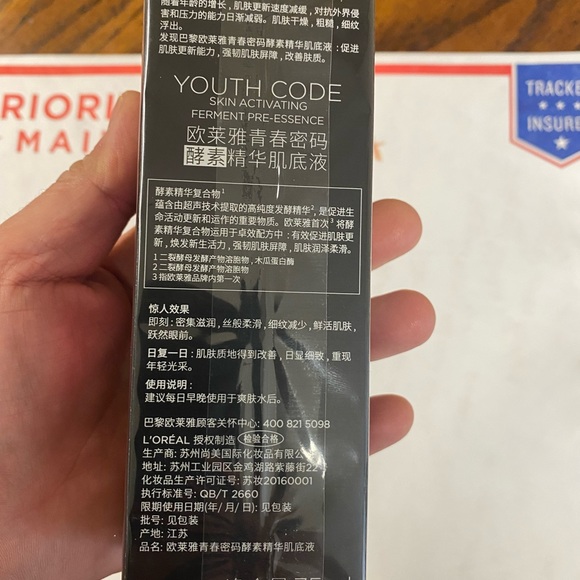 随着年龄的增长，肌肤更新速度减缓，对抗外界侵
害和压力的能力日渐减弱。肌肤干燥，粗糙，细纹
浮出。
发现巴黎欧莱雅青春密码酵素精华肌底液：促进
肌肤更新能力，强韧肌肤屏障，改善肤质。
YOUTH CODE
SKIN ACTIVATING
FERMENT PRE-ESSENCE
欧莱雅青春密码
酵素精华肌底液
酵素精华复合物¹
蕴含由超声技术提取的高纯度发酵精华²，是促进生
命活动更新和运作的重要物质。欧莱雅首次³将酵
素精华复合物运用于卓效配方中：有效促进肌肤更
新，焕发新生活力，强韧肌肤屏障，肌肤润泽柔滑。
1 二裂酵母发酵产物溶胞物，木瓜蛋白酶
2 二裂酵母发酵产物溶胞物
3 指欧莱雅品牌内第一次
惊人效果
即刻：密集滋润，丝般柔滑，细纹减少，鲜活肌肤，
跃然眼前。
日复一日：肌肤质地得到改善，日显细致，重现
年轻光采。
使用说明：
建议每日早晚使用于爽肤水后。
巴黎欧莱雅顾客关怀中心：400 821 5098
L'ORÉAL 授权制造 检验合格
生产商：苏州尚美国际化妆品有限公
地址：苏州工业园区金鸡湖路紫藤街22
化妆品生产许可证号：苏妆20160001
执行标准号：QB/T 2660
限期使用日期(年/月/日)：见包装
批号：见包装
产地：江苏
品名：欧莱雅青春密码酵素精华肌底液
RIORI
MAI
TRACKE
INSURE